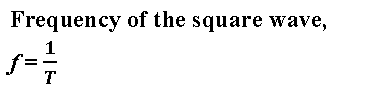 Frequency of the square wave,
f = 1/T